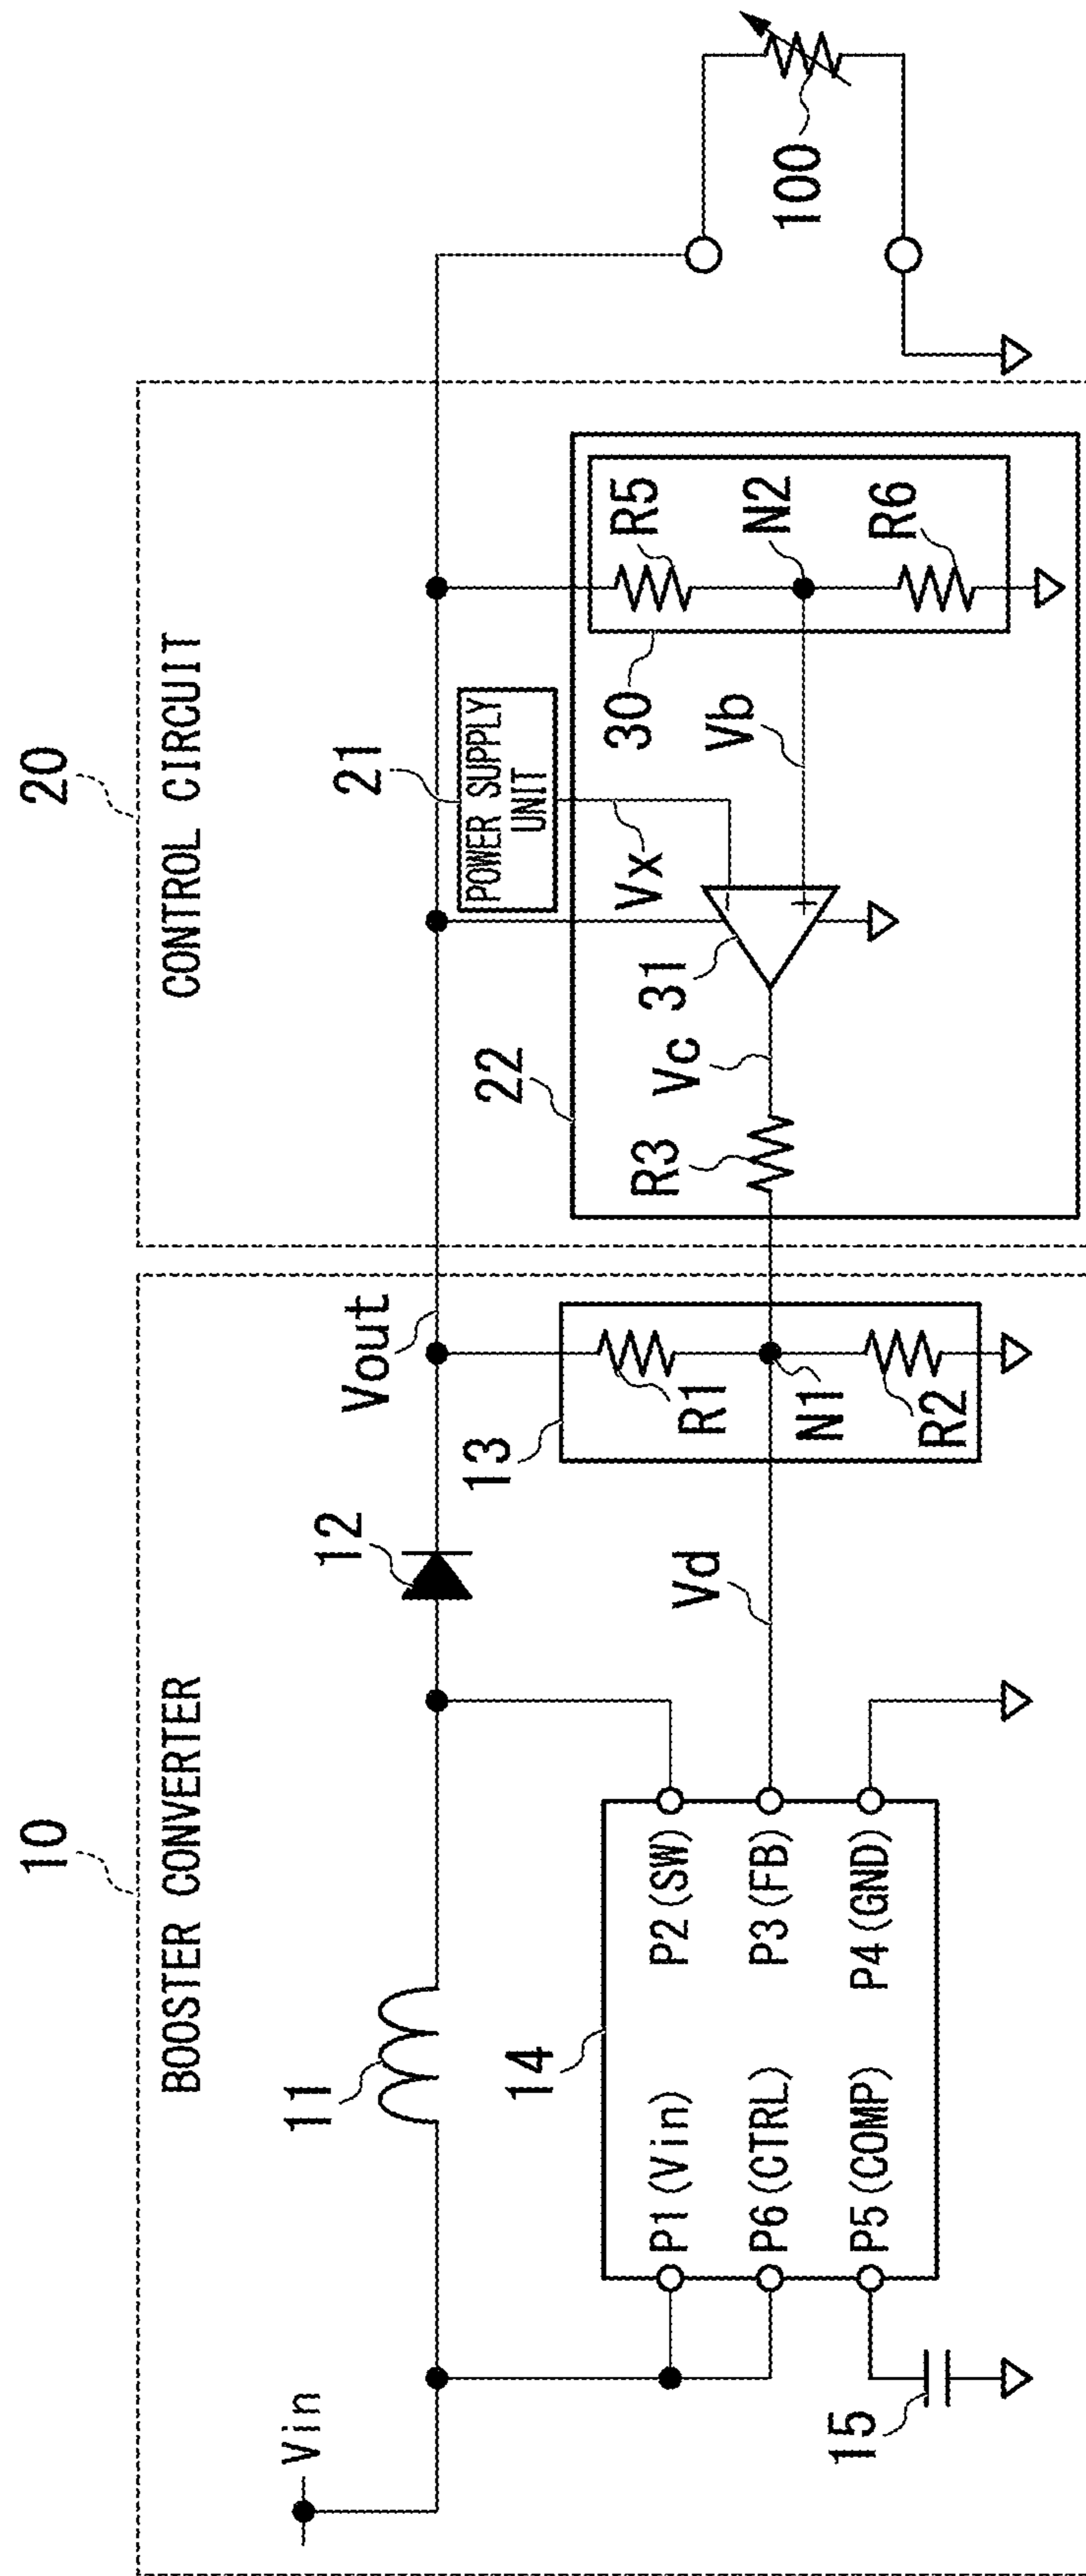 10
20
BOOSTER CONVERTER
CONTROL CIRCUIT
Vin
11
12
Vout
21
POWER SUPPLY
UNIT
14
P1(Vin)
P2(SW)
P6(CTRL)
P3(FB)
P5(COMP)
P4(GND)
15
Vd
13
R1
N1
R2
22
R3
Vc
31
Vx
-
+
Vb
30
R5
N2
R6
100